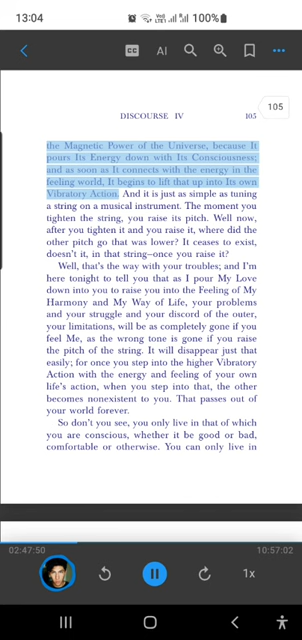 13:04
100%
CC
AI
105
DISCOURSE IV
105
the Magnetic Power of the Universe, because It
pours Its Energy down with Its Consciousness;
and as soon as It connects with the energy in the
feeling world, It begins to lift that up into Its own
Vibratory Action. And it is just as simple as tuning
a string on a musical instrument. The moment you
tighten the string, you raise its pitch. Well now,
after you tighten it and you raise it, where did the
other pitch go that was lower? It ceases to exist,
doesn't it, in that string—once you raise it?
Well, that's the way with your troubles; and I'm
here tonight to tell you that as I pour My Love
down into you to raise you into the Feeling of My
Harmony and My Way of Life, your problems
and your struggle and your discord of the outer,
your limitations, will be as completely gone if you
feel Me, as the wrong tone is gone if you raise
the pitch of the string. It will disappear just that
easily; for once you step into the higher Vibratory
Action with the energy and feeling of your own
life's action, when you step into that, the other
becomes nonexistent to you. That passes out of
your world forever.
So don't you see, you only live in that of which
you are conscious, whether it be good or bad,
comfortable or otherwise. You can only live in
02:47:50
10:57:02
1x